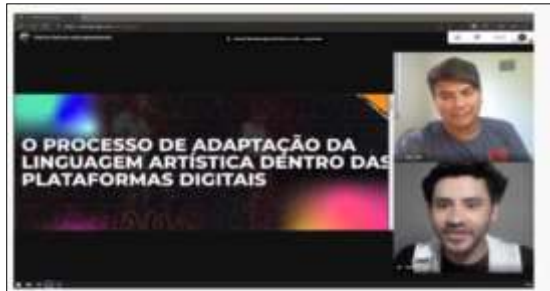 O PROCESSO DE ADAPTAÇÃO DA
LINGUAGEM ARTÍSTICA DENTRO DAS
PLATAFORMAS DIGITAIS